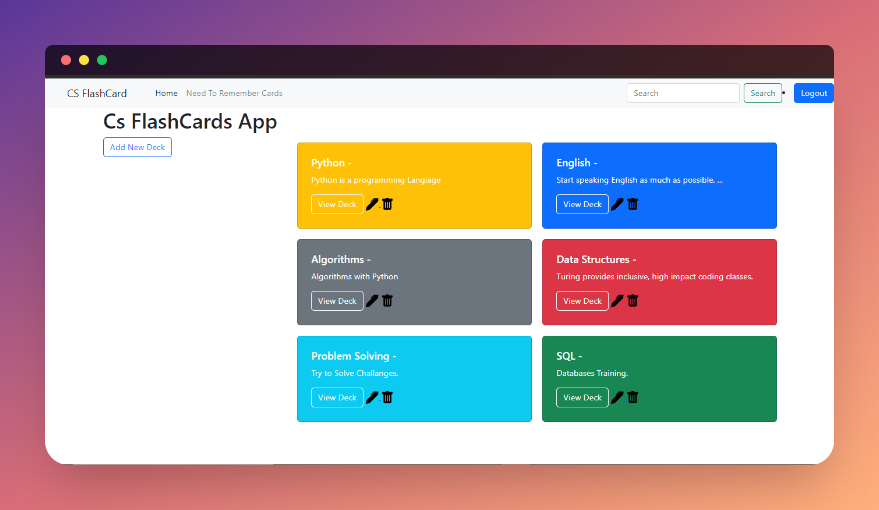 CS FlashCard Home Need To Remember Cards Search Search Logout
Cs FlashCards App
Add New Deck
Python -
Python is a programming Langiage
View Deck
English -
Start speaking English as much as possible, ...
View Deck
Algorithms -
Algorithms with Python
View Deck
Data Structures -
Turing provides inclusive, high impact coding classes.
View Deck
Problem Solving -
Try to Solve Challanges.
View Deck
SQL -
Databases Training.
View Deck